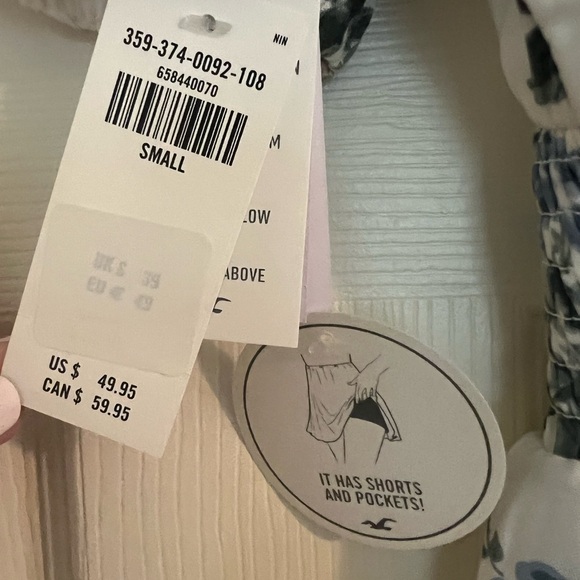 359-374-0092-108
658440070
SMALL
US $ 49.95
CAN $ 59.95
NIN
M
LOW
ABOVE
IT HAS SHORTS
AND POCKETS!